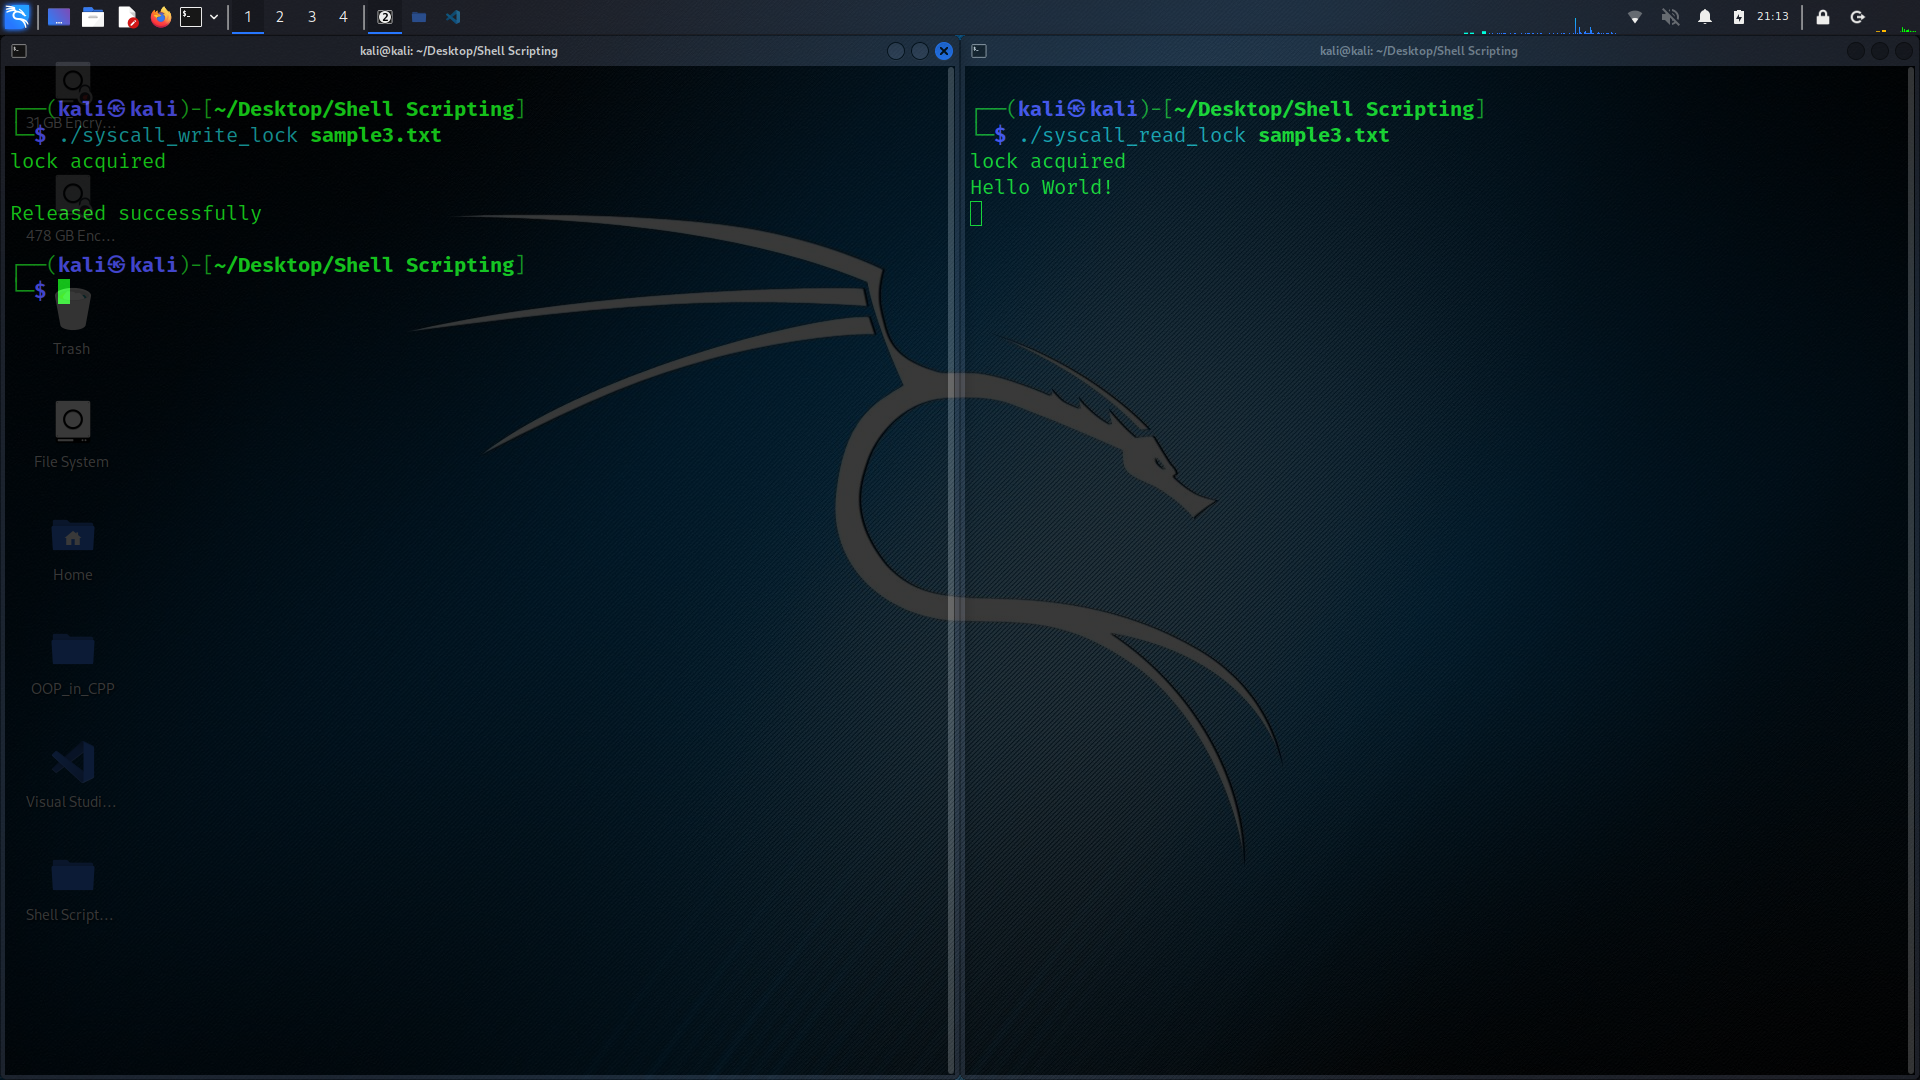 1 2 3 4 2 21:13
kali@kali: ~/Desktop/Shell Scripting
┌──(kali㉿kali)-[~/Desktop/Shell Scripting]
└─$ ./syscall_write_lock sample3.txt
lock acquired
Released successfully
┌──(kali㉿kali)-[~/Desktop/Shell Scripting]
└─$
kali@kali: ~/Desktop/Shell Scripting
┌──(kali㉿kali)-[~/Desktop/Shell Scripting]
└─$ ./syscall_read_lock sample3.txt
lock acquired
Hello World!
31 GB Encry...
478 GB Enc...
Trash
File System
Home
OOP_in_CPP
Visual Studi...
Shell Script...